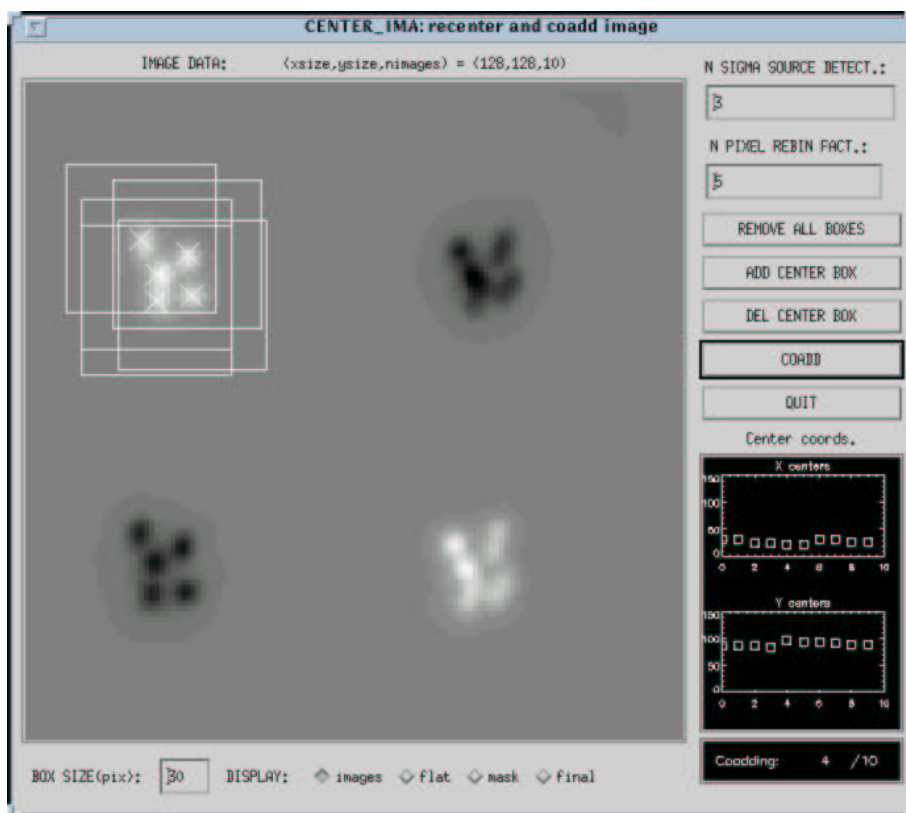 CENTER_IMA: recenter and coadd image
IMAGE DATA: (xsize,ysize,nimages) = (128,128,10)
N SIGMA SOURCE DETECT.:
3
N PIXEL REBIN FACT.:
5
REMOVE ALL BOXES
ADD CENTER BOX
DEL CENTER BOX
COADD
QUIT
Center coords.
X centers
150
100
50
0
0 2 4 6 8 10
Y centers
150
100
50
0
0 2 4 6 8 10
Coadding: 4 /10
BOX SIZE(pix): 30 DISPLAY: images flat mask final